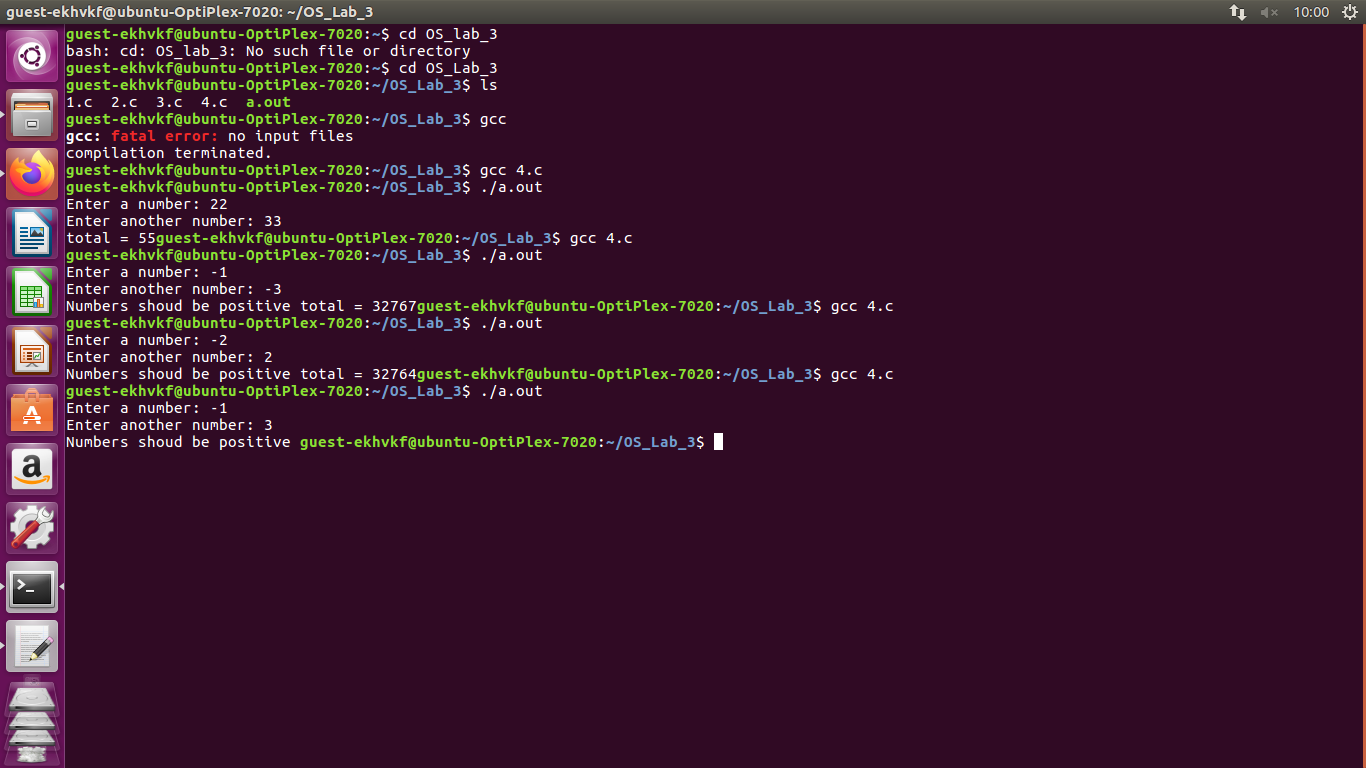 guest-ekhvkf@ubuntu-OptiPlex-7020: ~/OS_Lab_3 10:00
guest-ekhvkf@ubuntu-OptiPlex-7020:~$ cd OS_lab_3
bash: cd: OS_lab_3: No such file or directory
guest-ekhvkf@ubuntu-OptiPlex-7020:~$ cd OS_Lab_3
guest-ekhvkf@ubuntu-OptiPlex-7020:~/OS_Lab_3$ ls
1.c  2.c  3.c  4.c  a.out
guest-ekhvkf@ubuntu-OptiPlex-7020:~/OS_Lab_3$ gcc
gcc: fatal error: no input files
compilation terminated.
guest-ekhvkf@ubuntu-OptiPlex-7020:~/OS_Lab_3$ gcc 4.c
guest-ekhvkf@ubuntu-OptiPlex-7020:~/OS_Lab_3$ ./a.out
Enter a number: 22
Enter another number: 33
total = 55guest-ekhvkf@ubuntu-OptiPlex-7020:~/OS_Lab_3$ gcc 4.c
guest-ekhvkf@ubuntu-OptiPlex-7020:~/OS_Lab_3$ ./a.out
Enter a number: -1
Enter another number: -3
Numbers shoud be positive total = 32767guest-ekhvkf@ubuntu-OptiPlex-7020:~/OS_Lab_3$ gcc 4.c
guest-ekhvkf@ubuntu-OptiPlex-7020:~/OS_Lab_3$ ./a.out
Enter a number: -2
Enter another number: 2
Numbers shoud be positive total = 32764guest-ekhvkf@ubuntu-OptiPlex-7020:~/OS_Lab_3$ gcc 4.c
guest-ekhvkf@ubuntu-OptiPlex-7020:~/OS_Lab_3$ ./a.out
Enter a number: -1
Enter another number: 3
Numbers shoud be positive guest-ekhvkf@ubuntu-OptiPlex-7020:~/OS_Lab_3$